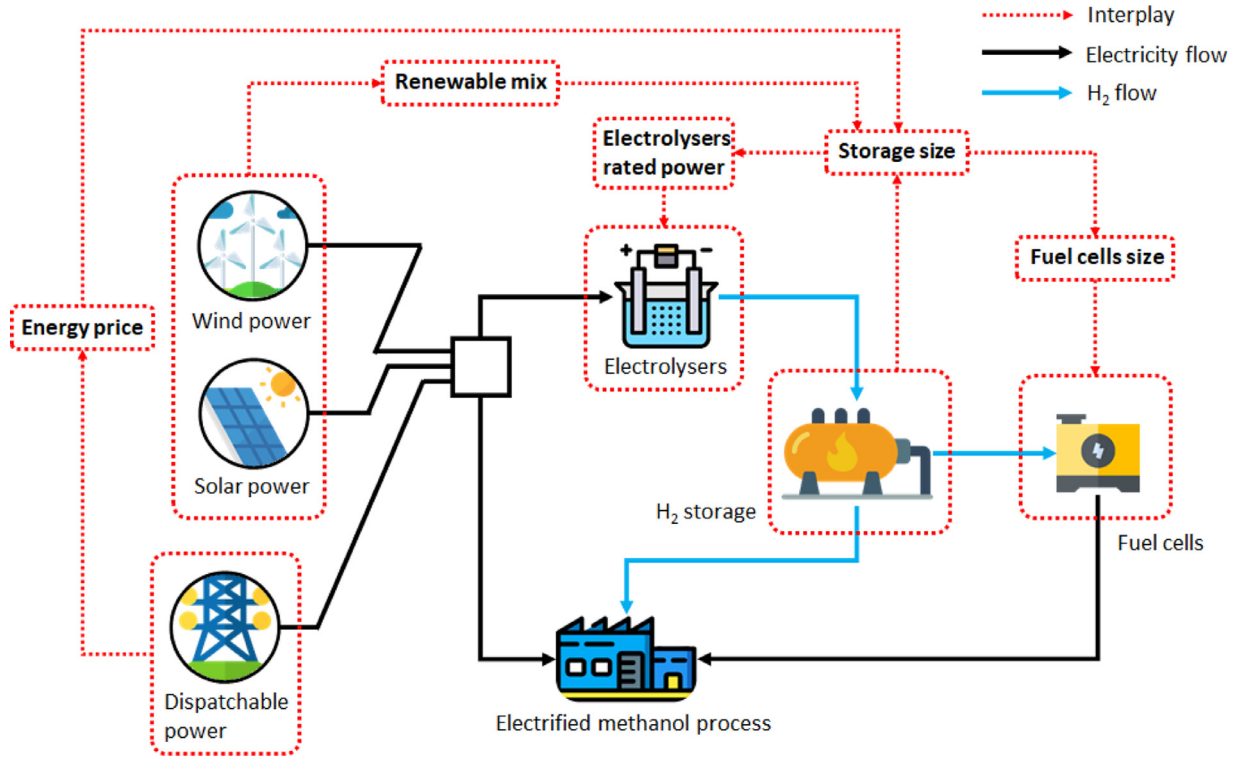 Interplay
Electricity flow
H₂ flow
Renewable mix
Electrolysers
rated power
Storage size
Fuel cells size
Energy price
Wind power
Solar power
Dispatchable
power
+
−
Electrolysers
H₂ storage
Fuel cells
Electrified methanol process